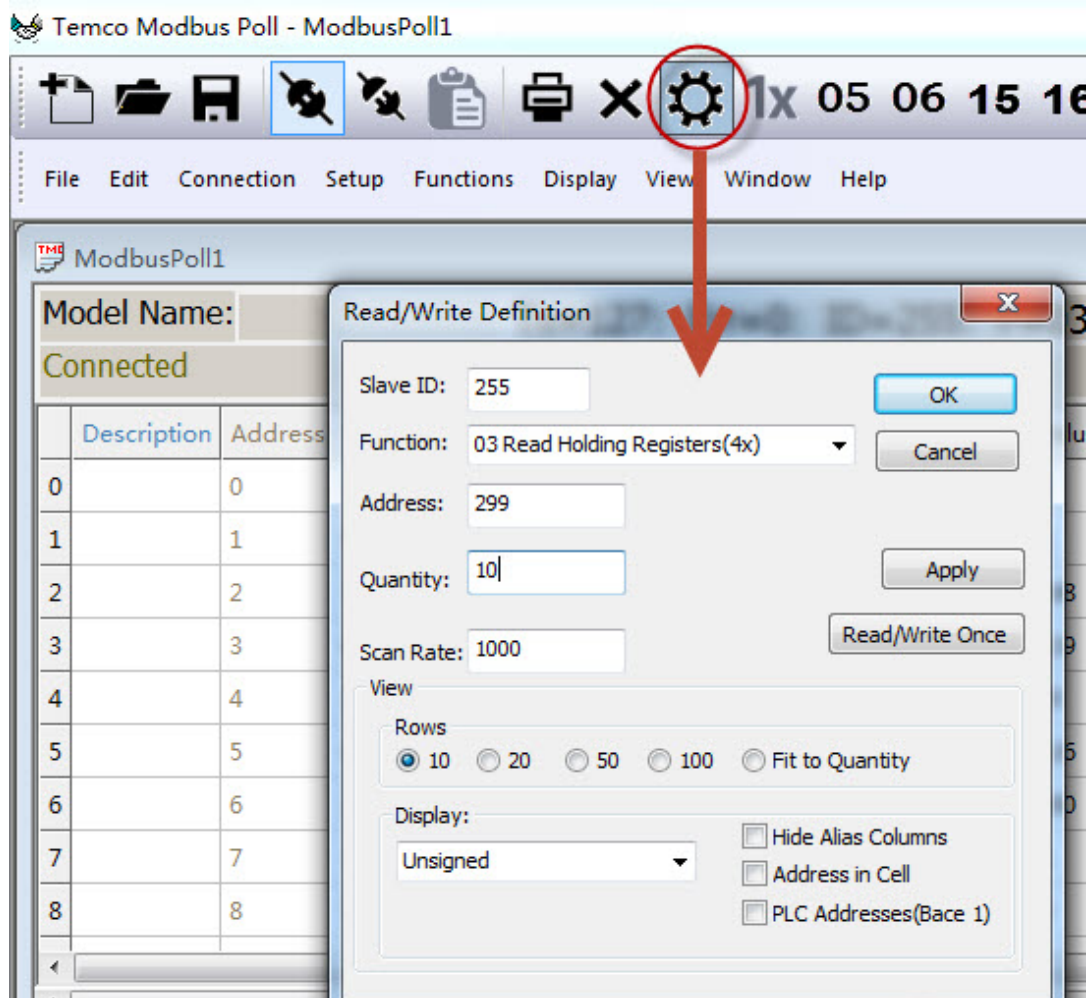 Temco Modbus Poll - ModbusPoll1
1x 05 06 15 16
File Edit Connection Setup Functions Display View Window Help
TMC
ModbusPoll1
Model Name:
Connected
Description Address
0 0
1 1
2 2
3 3
4 4
5 5
6 6
7 7
8 8
Read/Write Definition
Slave ID: 255 OK
Function: 03 Read Holding Registers(4x) Cancel
Address: 299
Quantity: 10 Apply
Read/Write Once
Scan Rate: 1000
View
Rows
10 20 50 100 Fit to Quantity
Display:
Unsigned
Hide Alias Columns
Address in Cell
PLC Addresses(Bace 1)